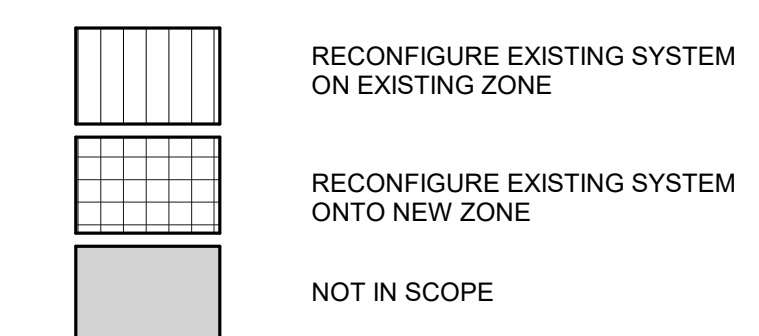 RECONFIGURE EXISTING SYSTEM
ON EXISTING ZONE
RECONFIGURE EXISTING SYSTEM
ONTO NEW ZONE
NOT IN SCOPE